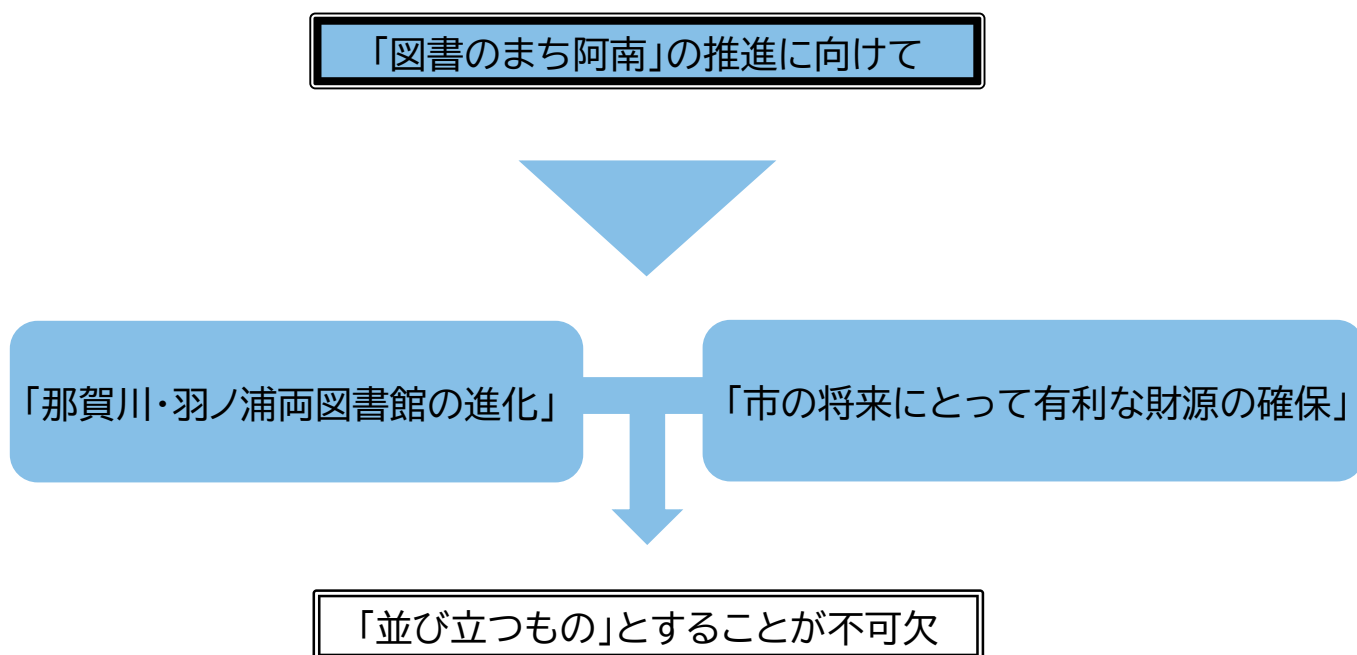 「図書のまち阿南」の推進に向けて
「那賀川・羽ノ浦両図書館の進化」
「市の将来にとって有利な財源の確保」
「並び立つもの」とすることが不可欠